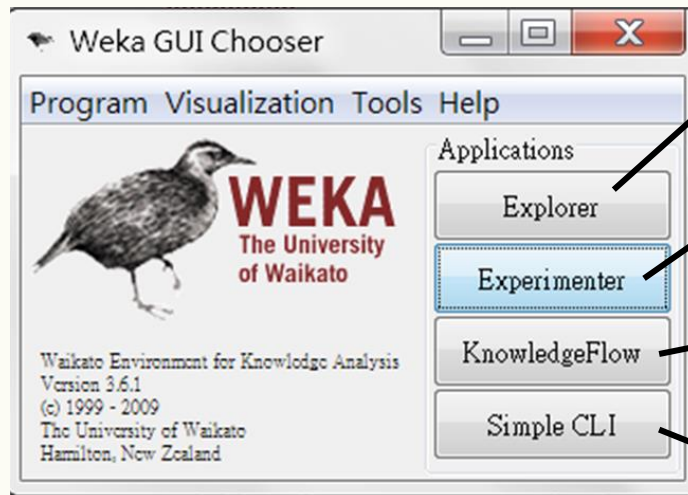 Weka GUI Chooser
Program Visualization Tools Help
WEKA
The University
of Waikato
Waikato Environment for Knowledge Analysis
Version 3.6.1
(c) 1999 - 2009
The University of Waikato
Hamilton, New Zealand
Applications
Explorer
Experimenter
KnowledgeFlow
Simple CLI